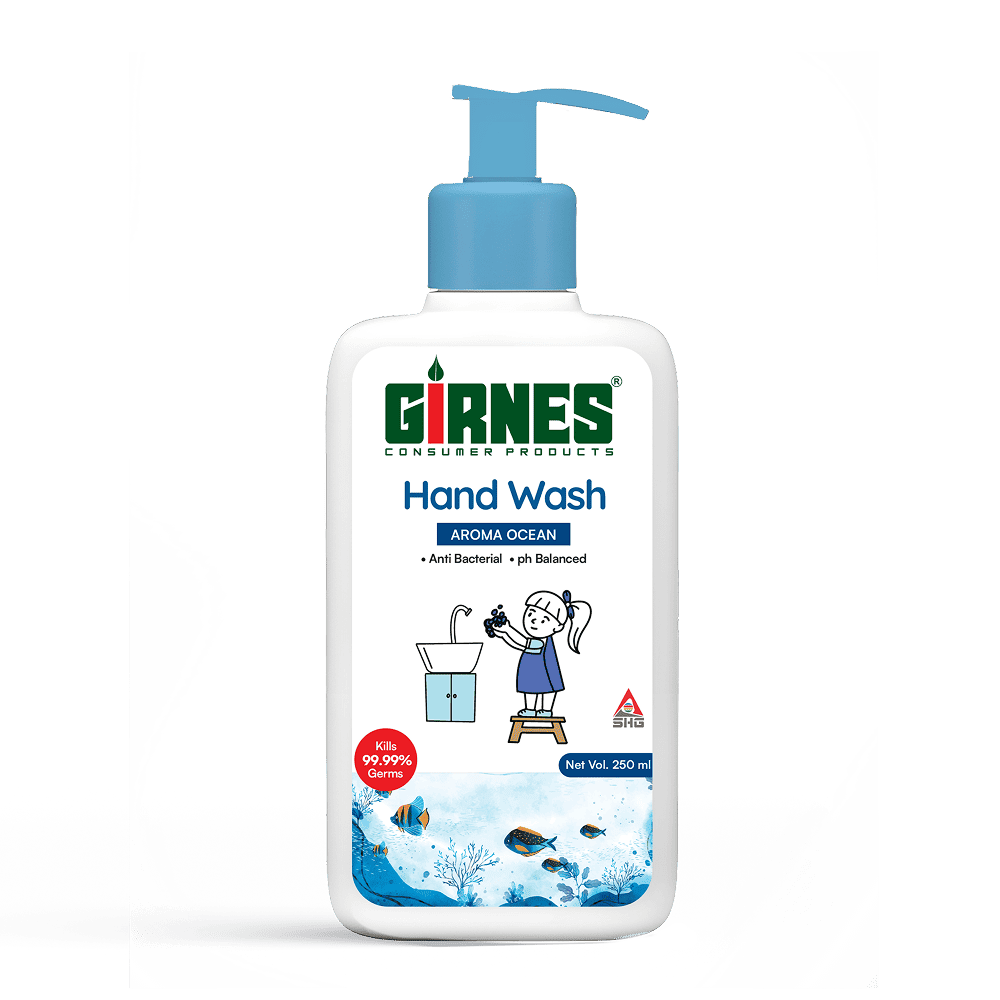 GiRNES®
CONSUMER PRODUCTS
Hand Wash
AROMA OCEAN
• Anti Bacterial • ph Balanced
SHG
Kills
99.99%
Germs
Net Vol. 250 ml